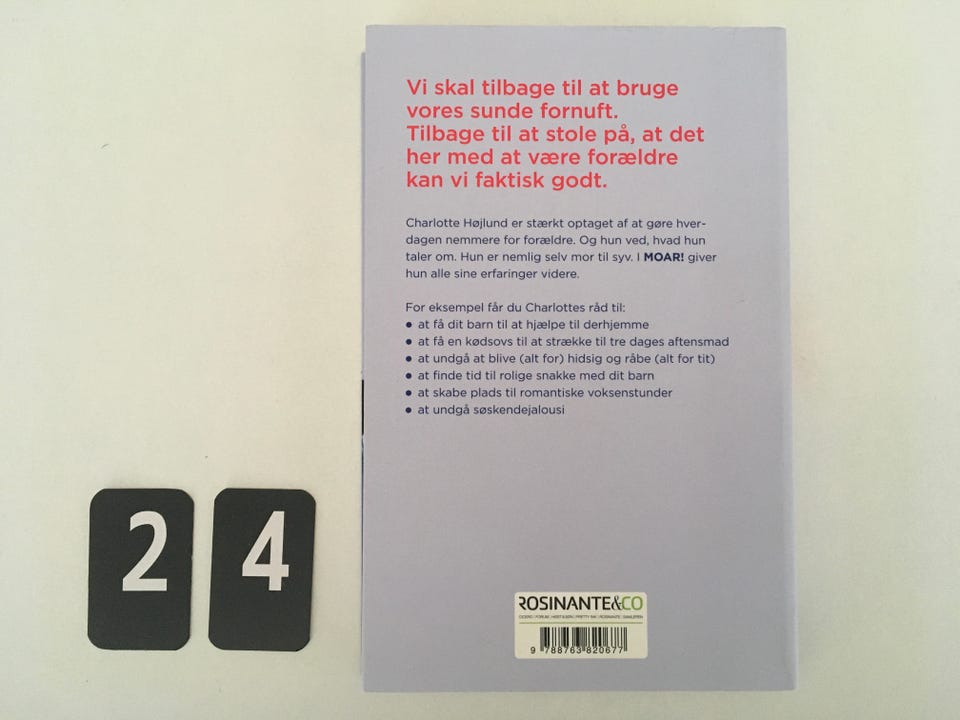 Vi skal tilbage til at bruge
vores sunde fornuft.
Tilbage til at stole på, at det
her med at være forældre
kan vi faktisk godt.
Charlotte Højlund er stærkt optaget af at gøre hver-
dagen nemmere for forældre. Og hun ved, hvad hun
taler om. Hun er nemlig selv mor til syv. I MOAR! giver
hun alle sine erfaringer videre.
For eksempel får du Charlottes råd til:
• at få dit barn til at hjælpe til derhjemme
• at få en kødsovs til at strække til tre dages aftensmad
• at undgå at blive (alt for) hidsig og råbe (alt for tit)
• at finde tid til rolige snakke med dit barn
• at skabe plads til romantiske voksenstunder
• at undgå søskendejalousi
2 4
ROSINANTE&CO
9 788763 820677